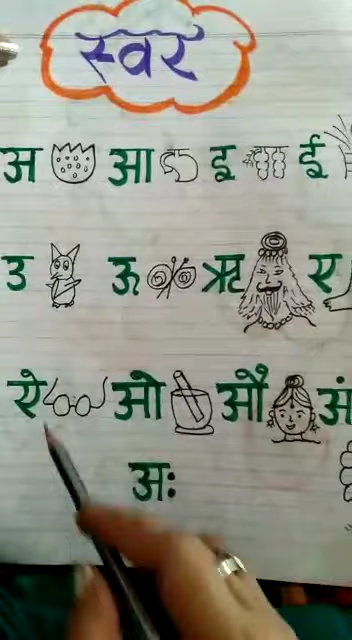 स्वर
अ आ इ ई
उ ऊ ऋ ए
ऐ ओ औ अं
अः